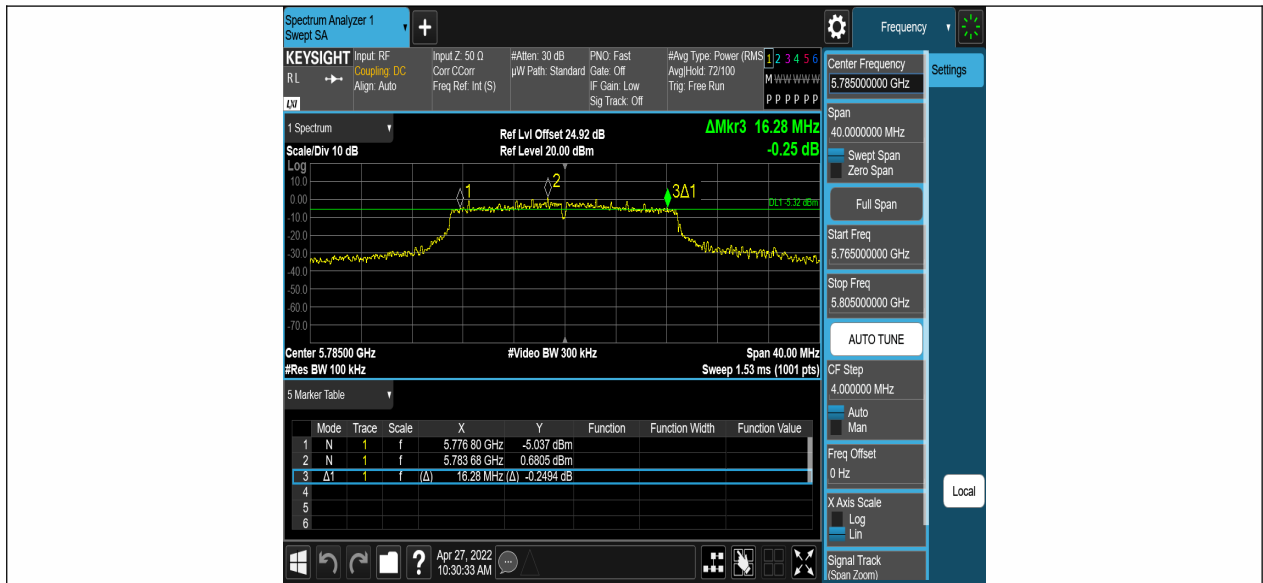 Spectrum Analyzer 1
Swept SA
+
Frequency
KEYSIGHT
RL
LXI
Input: RF
Coupling: DC
Align: Auto
Input Z: 50 Ω
Corr CCorr
Freq Ref: Int (S)
#Atten: 30 dB
µW Path: Standard
PNO: Fast
Gate: Off
IF Gain: Low
Sig Track: Off
#Avg Type: Power (RMS
Avg|Hold: 72/100
Trig: Free Run
1 2 3 4 5 6
M W W W W W
P P P P P P
1 Spectrum
Scale/Div 10 dB
Ref Lvl Offset 24.92 dB
Ref Level 20.00 dBm
ΔMkr3 16.28 MHz
-0.25 dB
Log
10.0
0.00
-10.0
-20.0
-30.0
-40.0
-50.0
-60.0
-70.0
1
2
3Δ1
DL1 -5.32 dBm
Center 5.78500 GHz
#Video BW 300 kHz
Span 40.00 MHz
#Res BW 100 kHz
Sweep 1.53 ms (1001 pts)
5 Marker Table
Mode Trace Scale X Y Function Function Width Function Value
1 N 1 f 5.776 80 GHz -5.037 dBm
2 N 1 f 5.783 68 GHz 0.6805 dBm
3 Δ1 1 f (Δ) 16.28 MHz (Δ) -0.2494 dB
4
5
6
?
Apr 27, 2022
10:30:33 AM
Center Frequency
5.785000000 GHz
Span
40.0000000 MHz
Swept Span
Zero Span
Full Span
Start Freq
5.765000000 GHz
Stop Freq
5.805000000 GHz
AUTO TUNE
CF Step
4.000000 MHz
Auto
Man
Freq Offset
0 Hz
X Axis Scale
Log
Lin
Signal Track
(Span Zoom)
Settings
Local